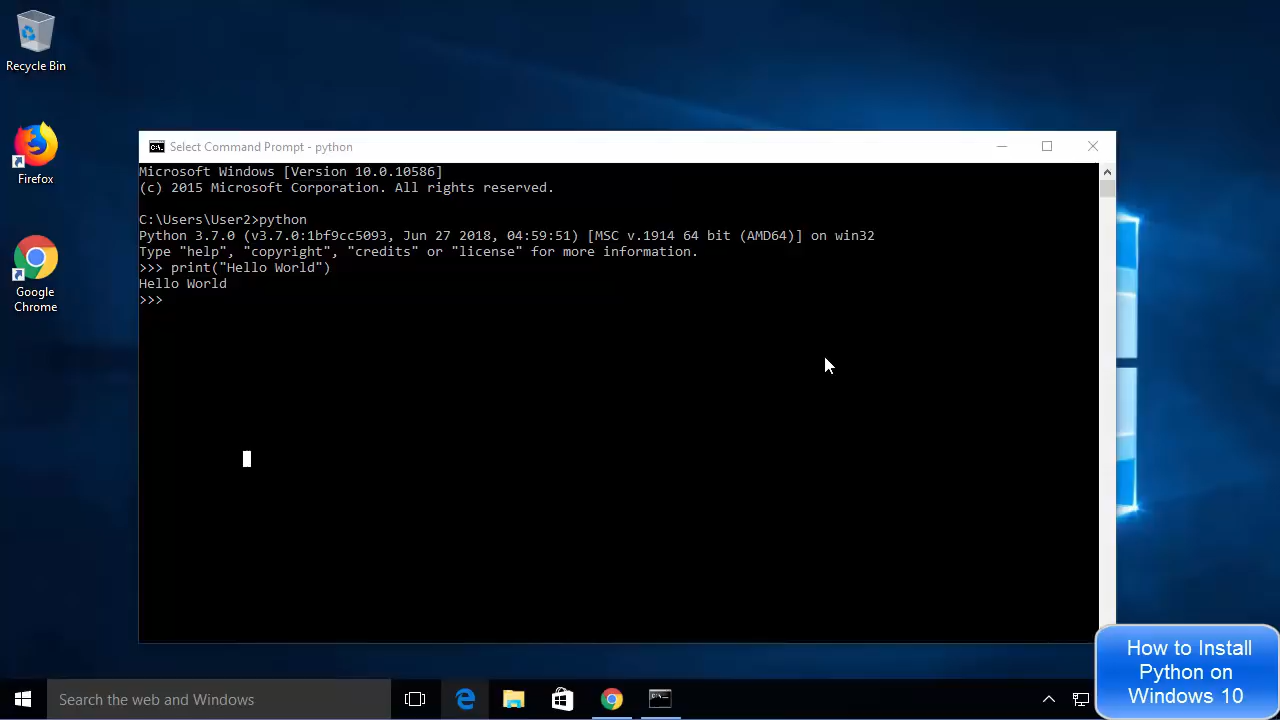 Recycle Bin
Firefox
Google
Chrome
Select Command Prompt - python
Microsoft Windows [Version 10.0.10586]
(c) 2015 Microsoft Corporation. All rights reserved.
C:\Users\User2>python
Python 3.7.0 (v3.7.0:1bf9cc5093, Jun 27 2018, 04:59:51) [MSC v.1914 64 bit (AMD64)] on win32
Type "help", "copyright", "credits" or "license" for more information.
>>> print("Hello World")
Hello World
>>>
How to Install
Python on
Windows 10
Search the web and Windows